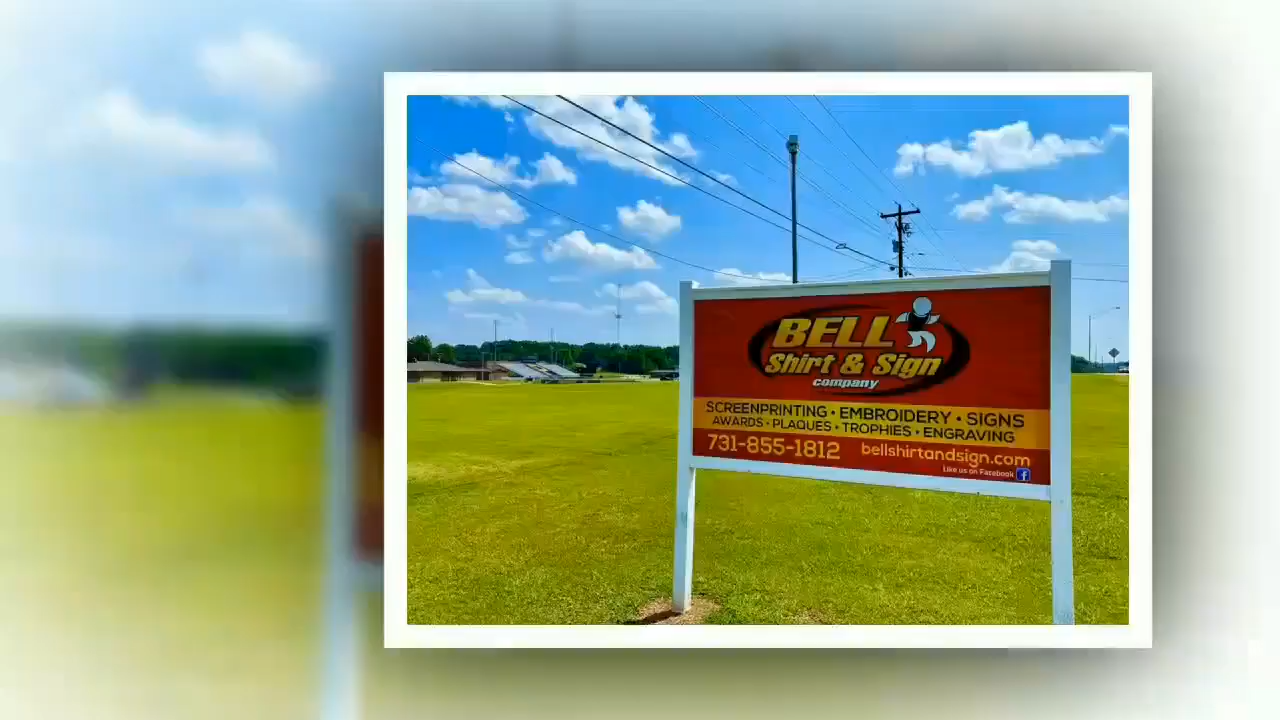 BELL
Shirt & Sign
company
SCREENPRINTING • EMBROIDERY • SIGNS
AWARDS • PLAQUES • TROPHIES • ENGRAVING
731-855-1812 bellshirtandsign.com
Like us on Facebook